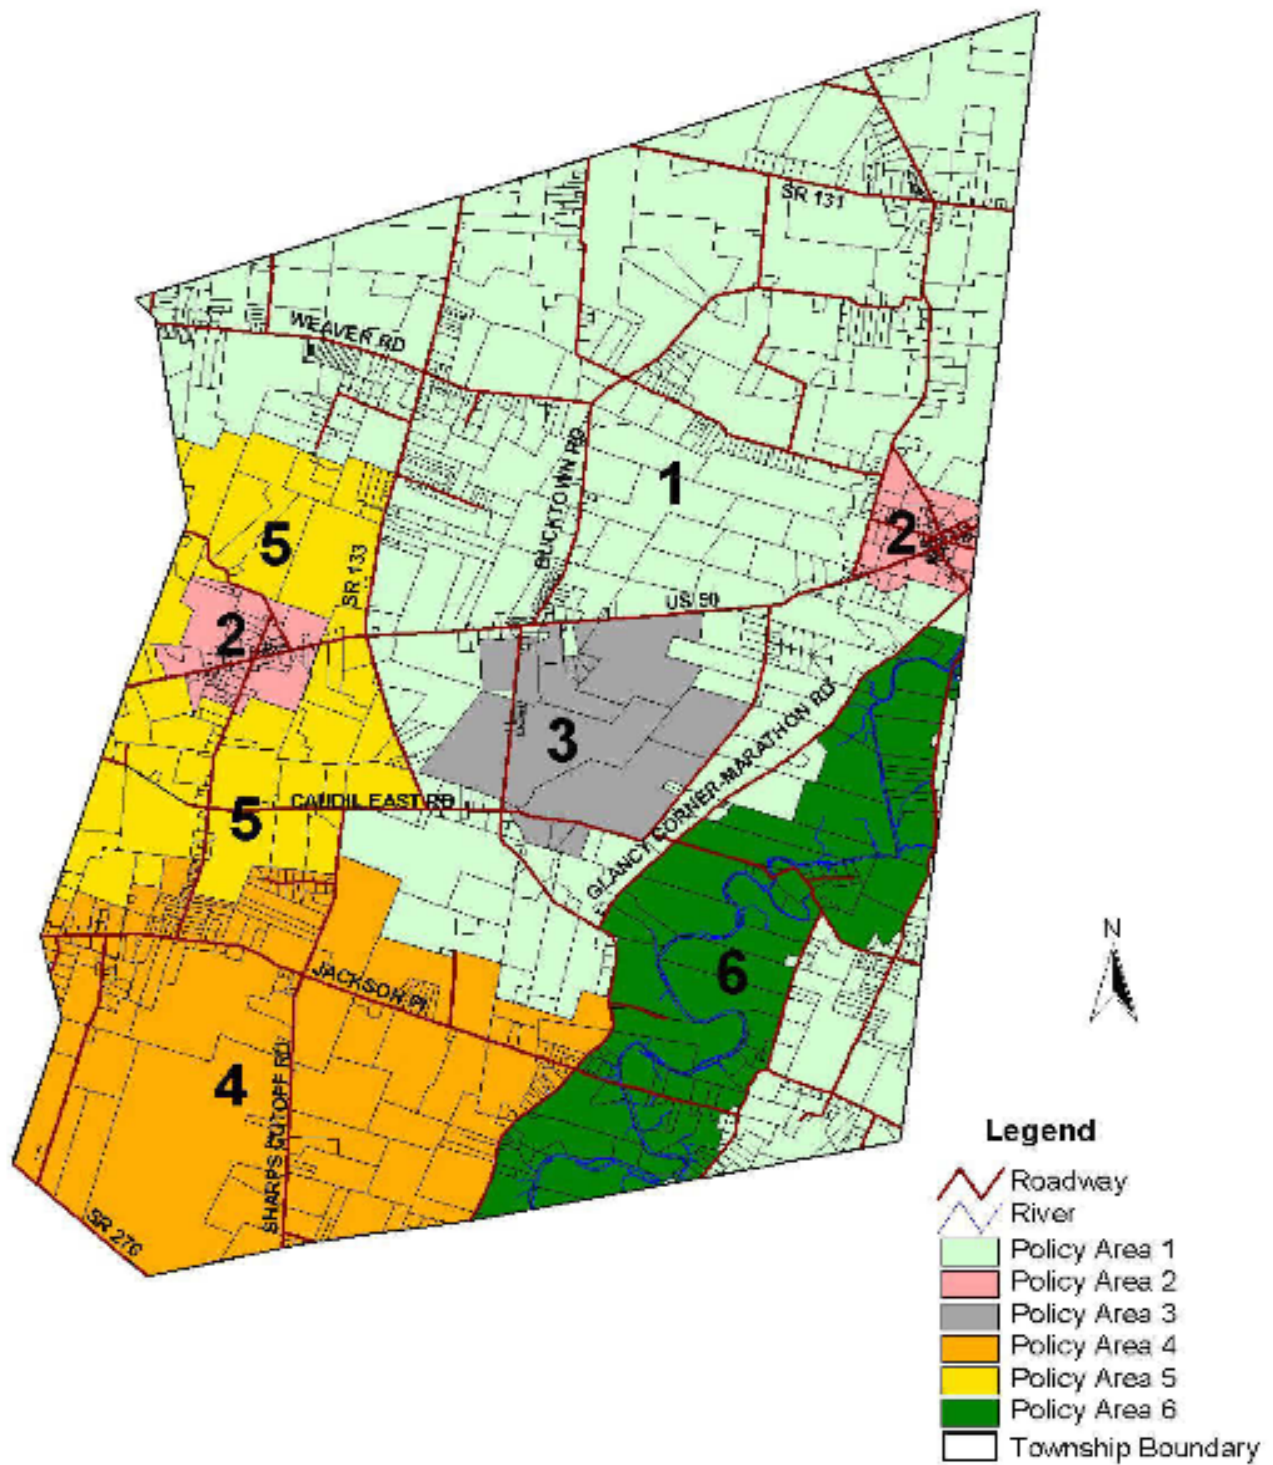 SR 131
WEAVER RD
BUCKTOWN RD
1
2
5
SR 133
US 50
2
3
GLANCY CORNER-MARATHON RD
CAUDIL EAST RD
5
6
N
JACKSON PI
4
SHARPS CUTOFF RD
SR 276
Legend
Roadway
River
Policy Area 1
Policy Area 2
Policy Area 3
Policy Area 4
Policy Area 5
Policy Area 6
Township Boundary